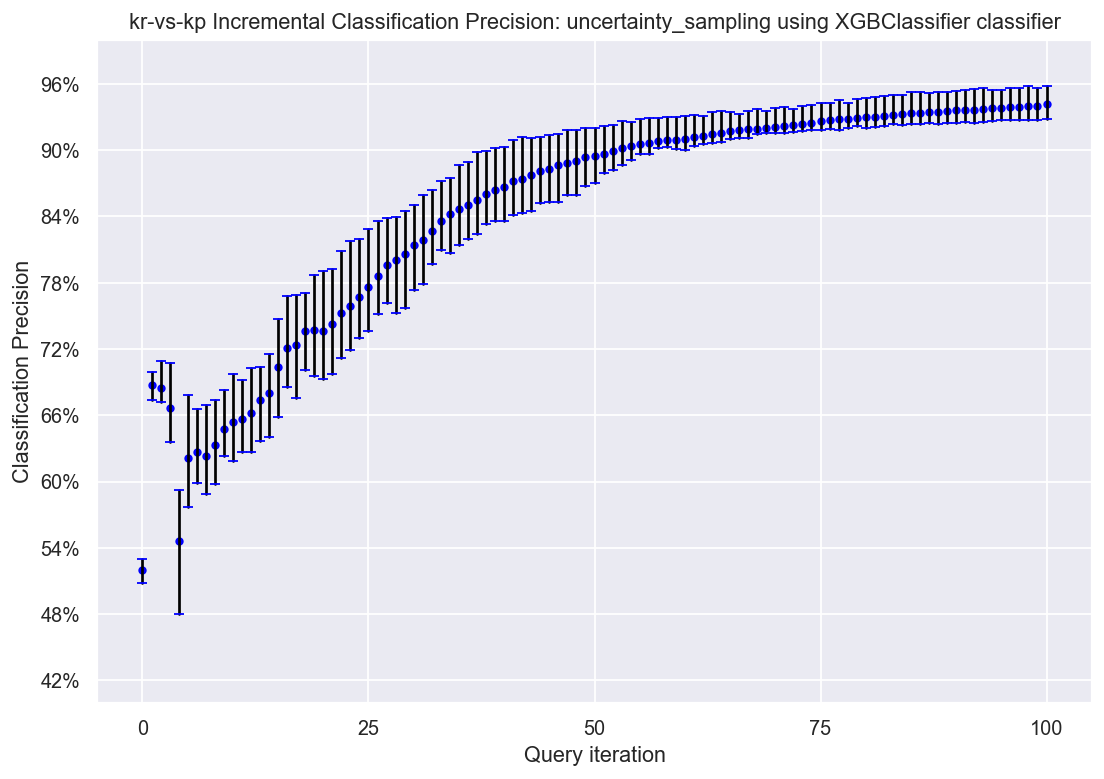 kr-vs-kp Incremental Classification Precision: uncertainty_sampling using XGBClassifier classifier
96%
90%
84%
78%
72%
66%
60%
54%
48%
42%
Classification Precision
0 25 50 75 100
Query iteration